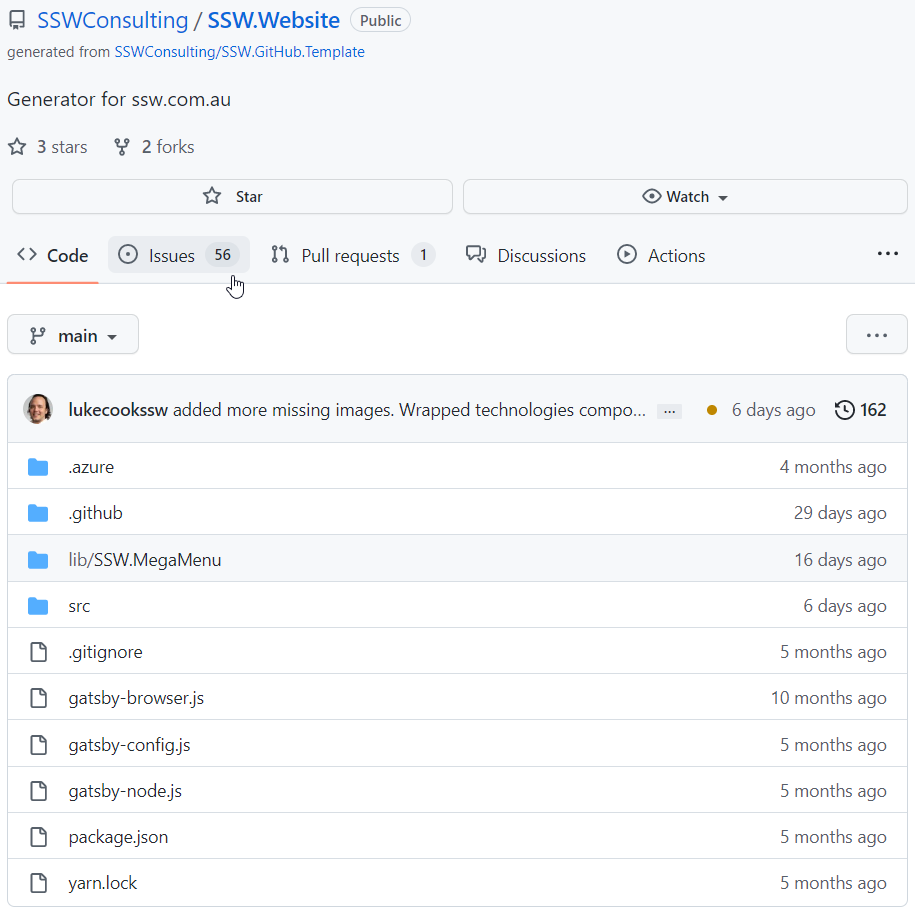 SSWConsulting / SSW.Website Public
generated from SSWConsulting/SSW.GitHub.Template
Generator for ssw.com.au
3 stars 2 forks
Star Watch
Code Issues 56 Pull requests 1 Discussions Actions ...
main ...
lukecookssw added more missing images. Wrapped technologies compo... ... 6 days ago 162
.azure 4 months ago
.github 29 days ago
lib/SSW.MegaMenu 16 days ago
src 6 days ago
.gitignore 5 months ago
gatsby-browser.js 10 months ago
gatsby-config.js 5 months ago
gatsby-node.js 5 months ago
package.json 5 months ago
yarn.lock 5 months ago